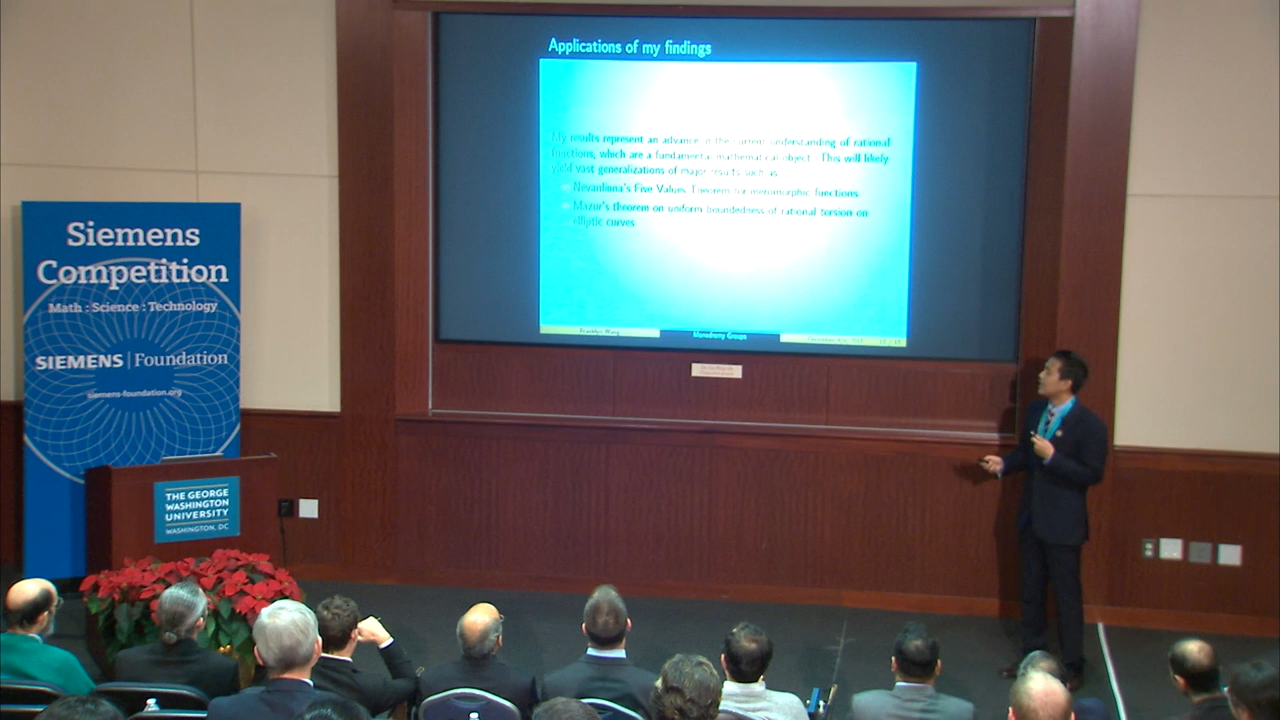 Applications of my findings
My results represent an advance in the current understanding of rational
functions, which are a fundamental mathematical object. This will likely
yield vast generalizations of major results such as
Nevanlinna's Five Values Theorem for meromorphic functions.
Mazur's theorem on uniform boundedness of rational torsion on
elliptic curves
Franklyn Wang
Monodromy Groups
Siemens
Competition
Math : Science : Technology
SIEMENS | Foundation
siemens-foundation.org
THE GEORGE
WASHINGTON
UNIVERSITY
WASHINGTON, DC